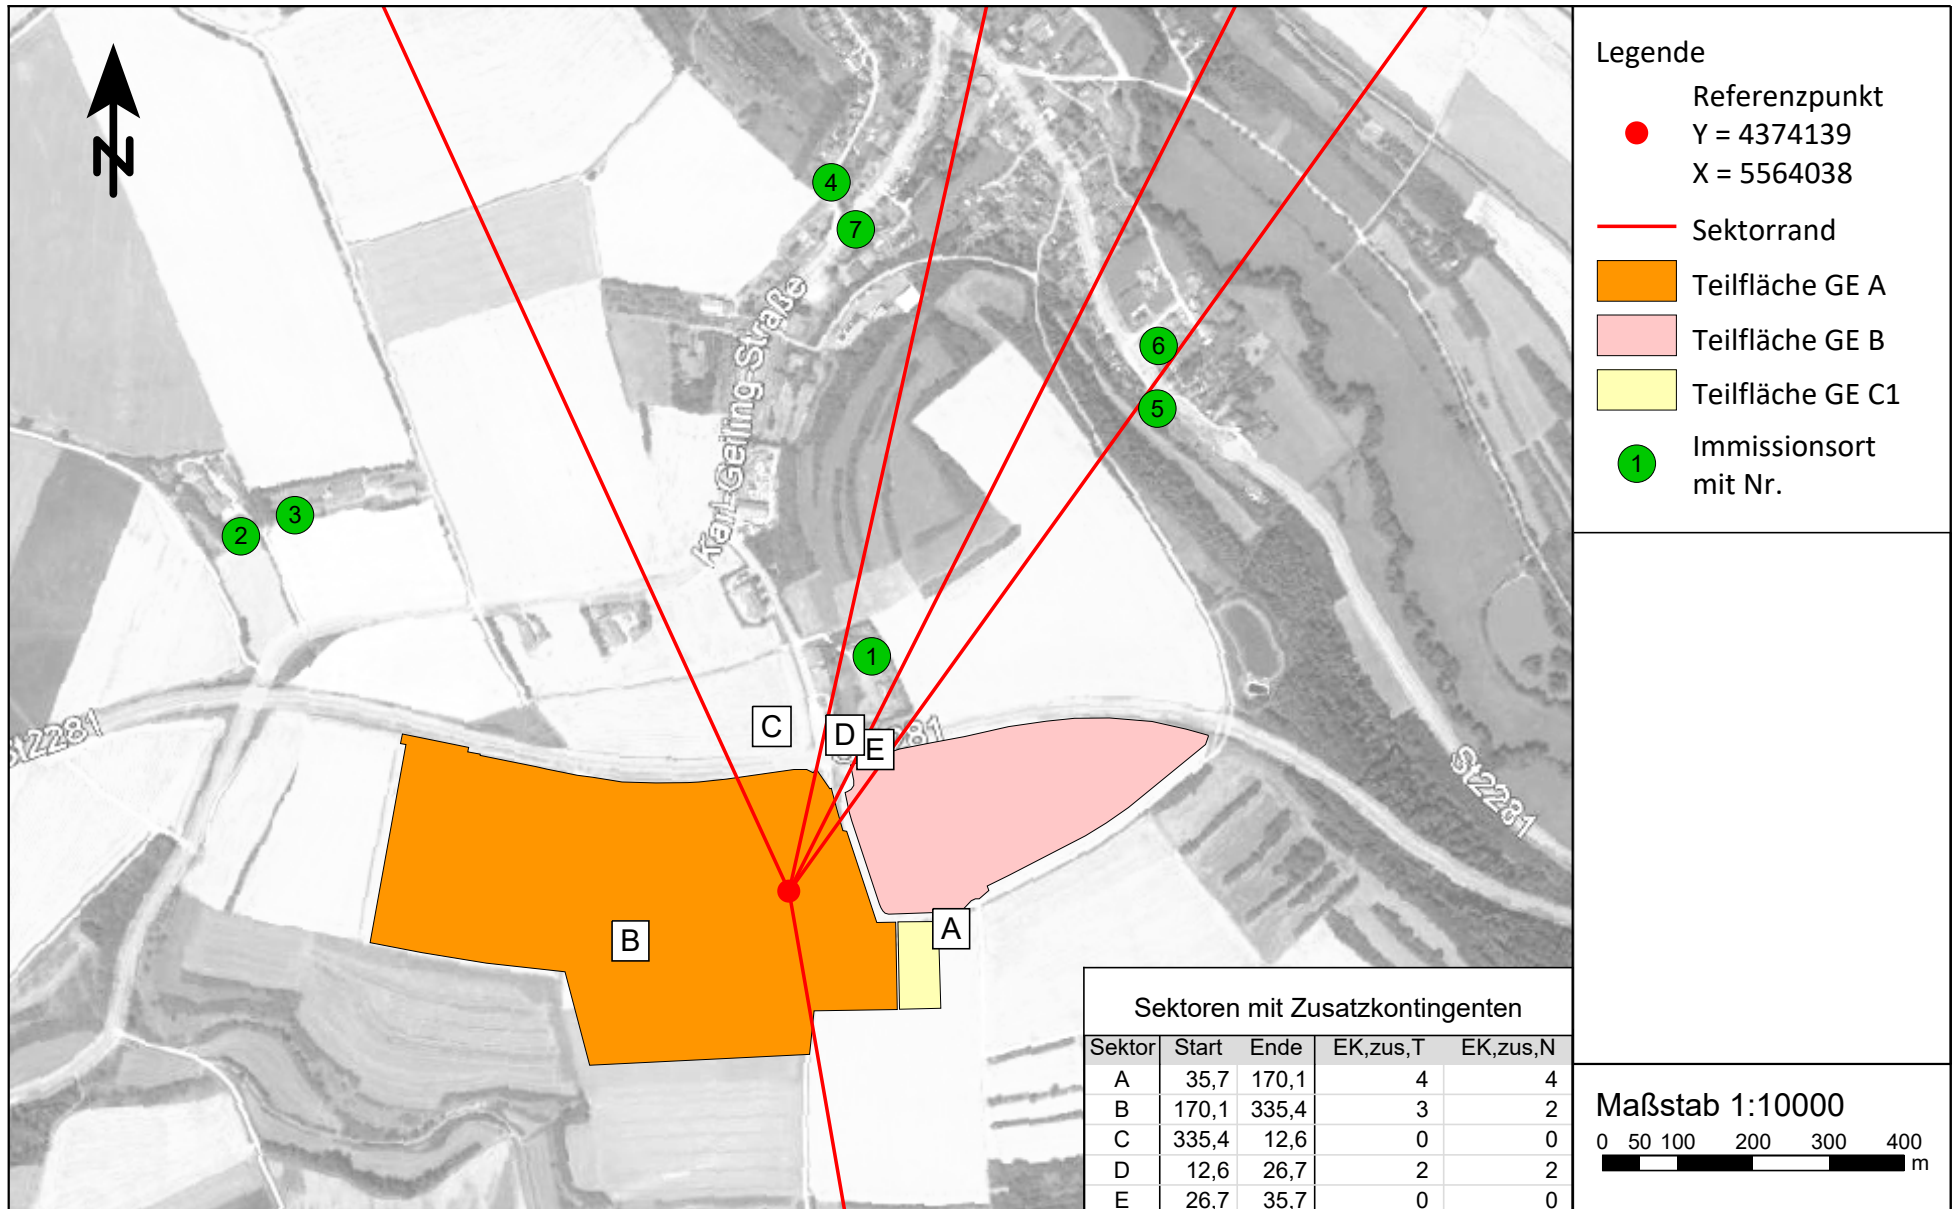 N
4
7
Karl-Geiling-Straße
6
5
3
2
1
C
D
E
St2281
2281
St2281
B
A
Sektoren mit Zusatzkontingenten
Sektor Start Ende EK,zus,T EK,zus,N
A 35,7 170,1 4 4
B 170,1 335,4 3 2
C 335,4 12,6 0 0
D 12,6 26,7 2 2
E 26,7 35,7 0 0
Legende
Referenzpunkt
Y = 4374139
X = 5564038
Sektorrand
Teilfläche GE A
Teilfläche GE B
Teilfläche GE C1
1 Immissionsort
mit Nr.
Maßstab 1:10000
0 50 100 200 300 400
m